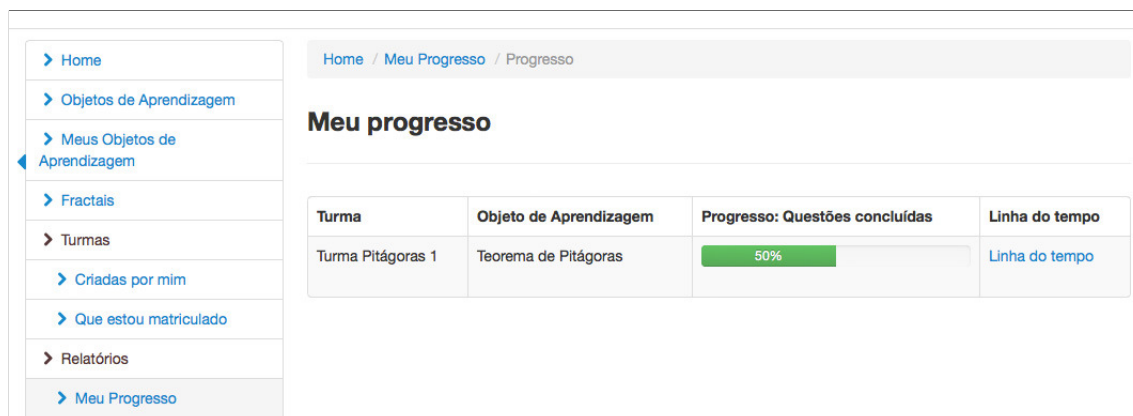 Home
Objetos de Aprendizagem
Meus Objetos de
Aprendizagem
Fractais
Turmas
Criadas por mim
Que estou matriculado
Relatórios
Meu Progresso
Home / Meu Progresso / Progresso
Meu progresso
Turma Objeto de Aprendizagem Progresso: Questões concluídas Linha do tempo
Turma Pitágoras 1 Teorema de Pitágoras 50% Linha do tempo